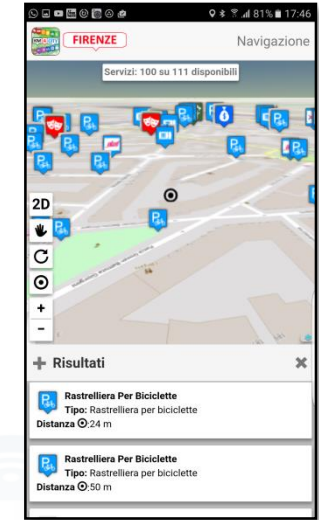 81% 17:46
FIRENZE
Navigazione
Servizi: 100 su 111 disponibili
2D
+
−
+ Risultati ×
Rastrelliera Per Biciclette
Tipo: Rastrelliera per biciclette
Distanza :24 m
Rastrelliera Per Biciclette
Tipo: Rastrelliera per biciclette
Distanza :50 m